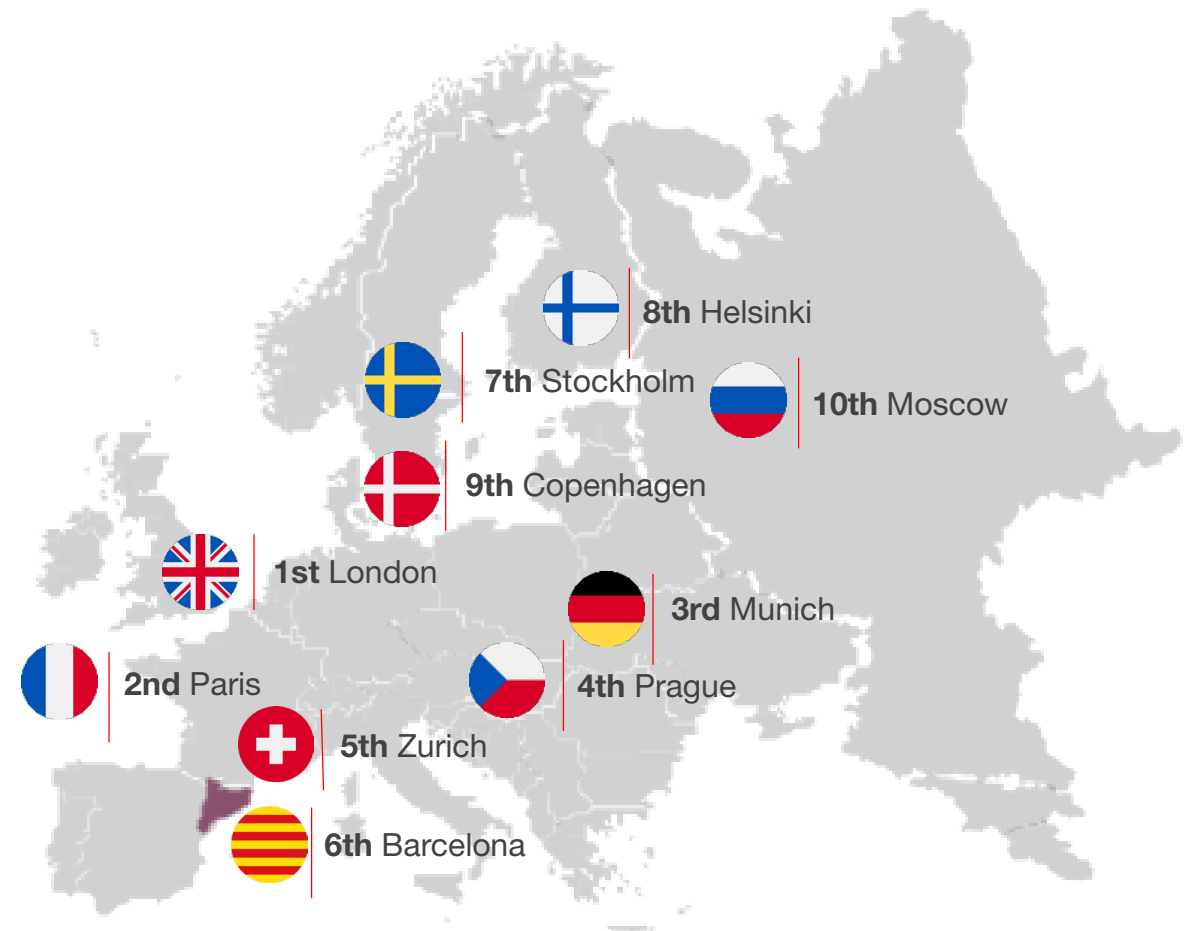 8th Helsinki
7th Stockholm
10th Moscow
9th Copenhagen
1st London
3rd Munich
2nd Paris
4th Prague
5th Zurich
6th Barcelona